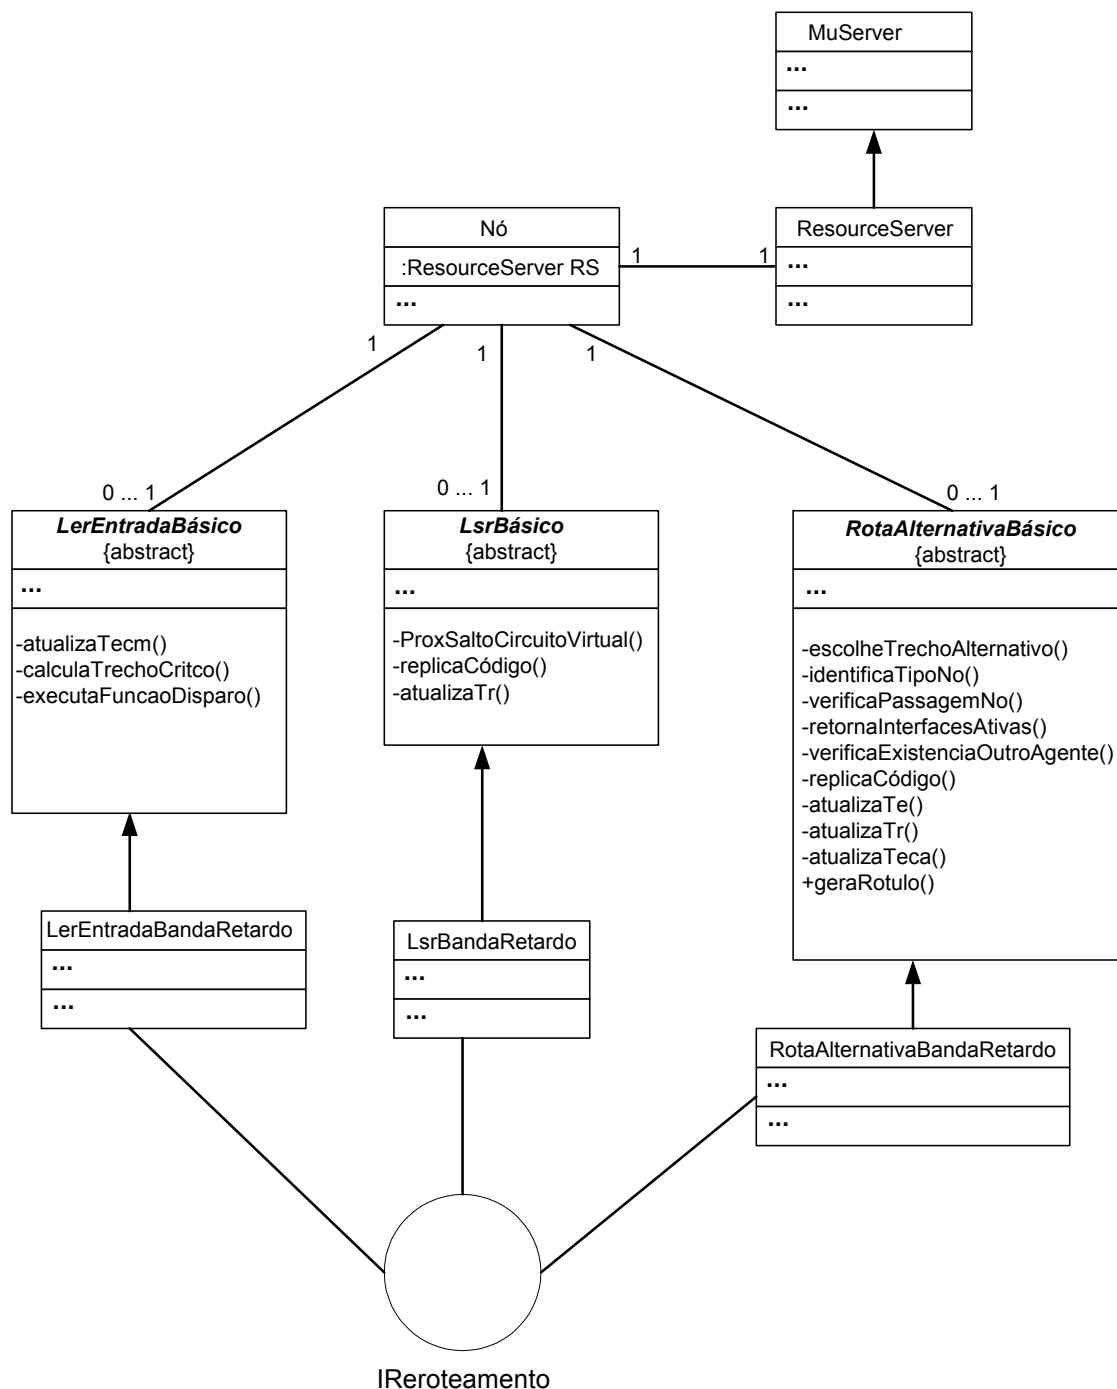 MuServer
...
...
Nó
:ResourceServer RS
...
ResourceServer
...
...
1
1
1
1
1
0 ... 1
0 ... 1
0 ... 1
LerEntradaBásico
{abstract}
...
-atualizaTecm()
-calculaTrechoCritco()
-executaFuncaoDisparo()
LsrBásico
{abstract}
...
-ProxSaltoCircuitoVirtual()
-replicaCódigo()
-atualizaTr()
RotaAlternativaBásico
{abstract}
...
-escolheTrechoAlternativo()
-identificaTipoNo()
-verificaPassagemNo()
-retornaInterfacesAtivas()
-verificaExistenciaOutroAgente()
-replicaCódigo()
-atualizaTe()
-atualizaTr()
-atualizaTeca()
+geraRotulo()
LerEntradaBandaRetardo
...
...
LsrBandaRetardo
...
...
RotaAlternativaBandaRetardo
...
...
IReroteamento